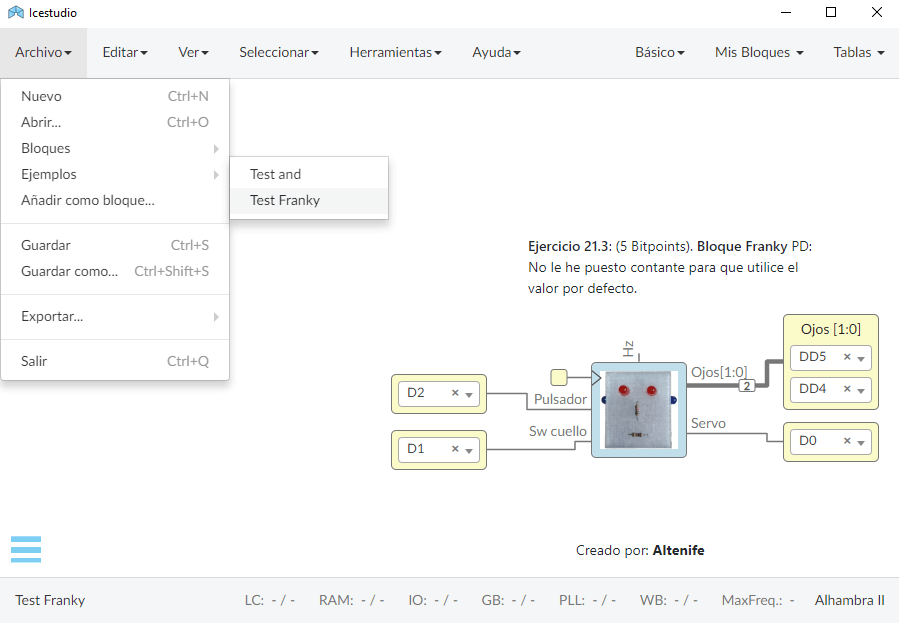 Icestudio
Archivo Editar Ver Seleccionar Herramientas Ayuda Básico Mis Bloques Tablas
Nuevo Ctrl+N
Abrir... Ctrl+O
Bloques
Ejemplos
Añadir como bloque...
Guardar Ctrl+S
Guardar como... Ctrl+Shift+S
Exportar...
Salir Ctrl+Q
Test and
Test Franky
Ejercicio 21.3: (5 Bitpoints). Bloque Franky PD:
No le he puesto contante para que utilice el
valor por defecto.
Hz
Ojos [1:0]
DD5 ×
DD4 ×
Ojos[1:0]
2
D2 ×
Pulsador
D1 ×
Sw cuello
Servo
D0 ×
Creado por: Altenife
Test Franky LC: - / - RAM: - / - IO: - / - GB: - / - PLL: - / - WB: - / - MaxFreq.: - Alhambra II